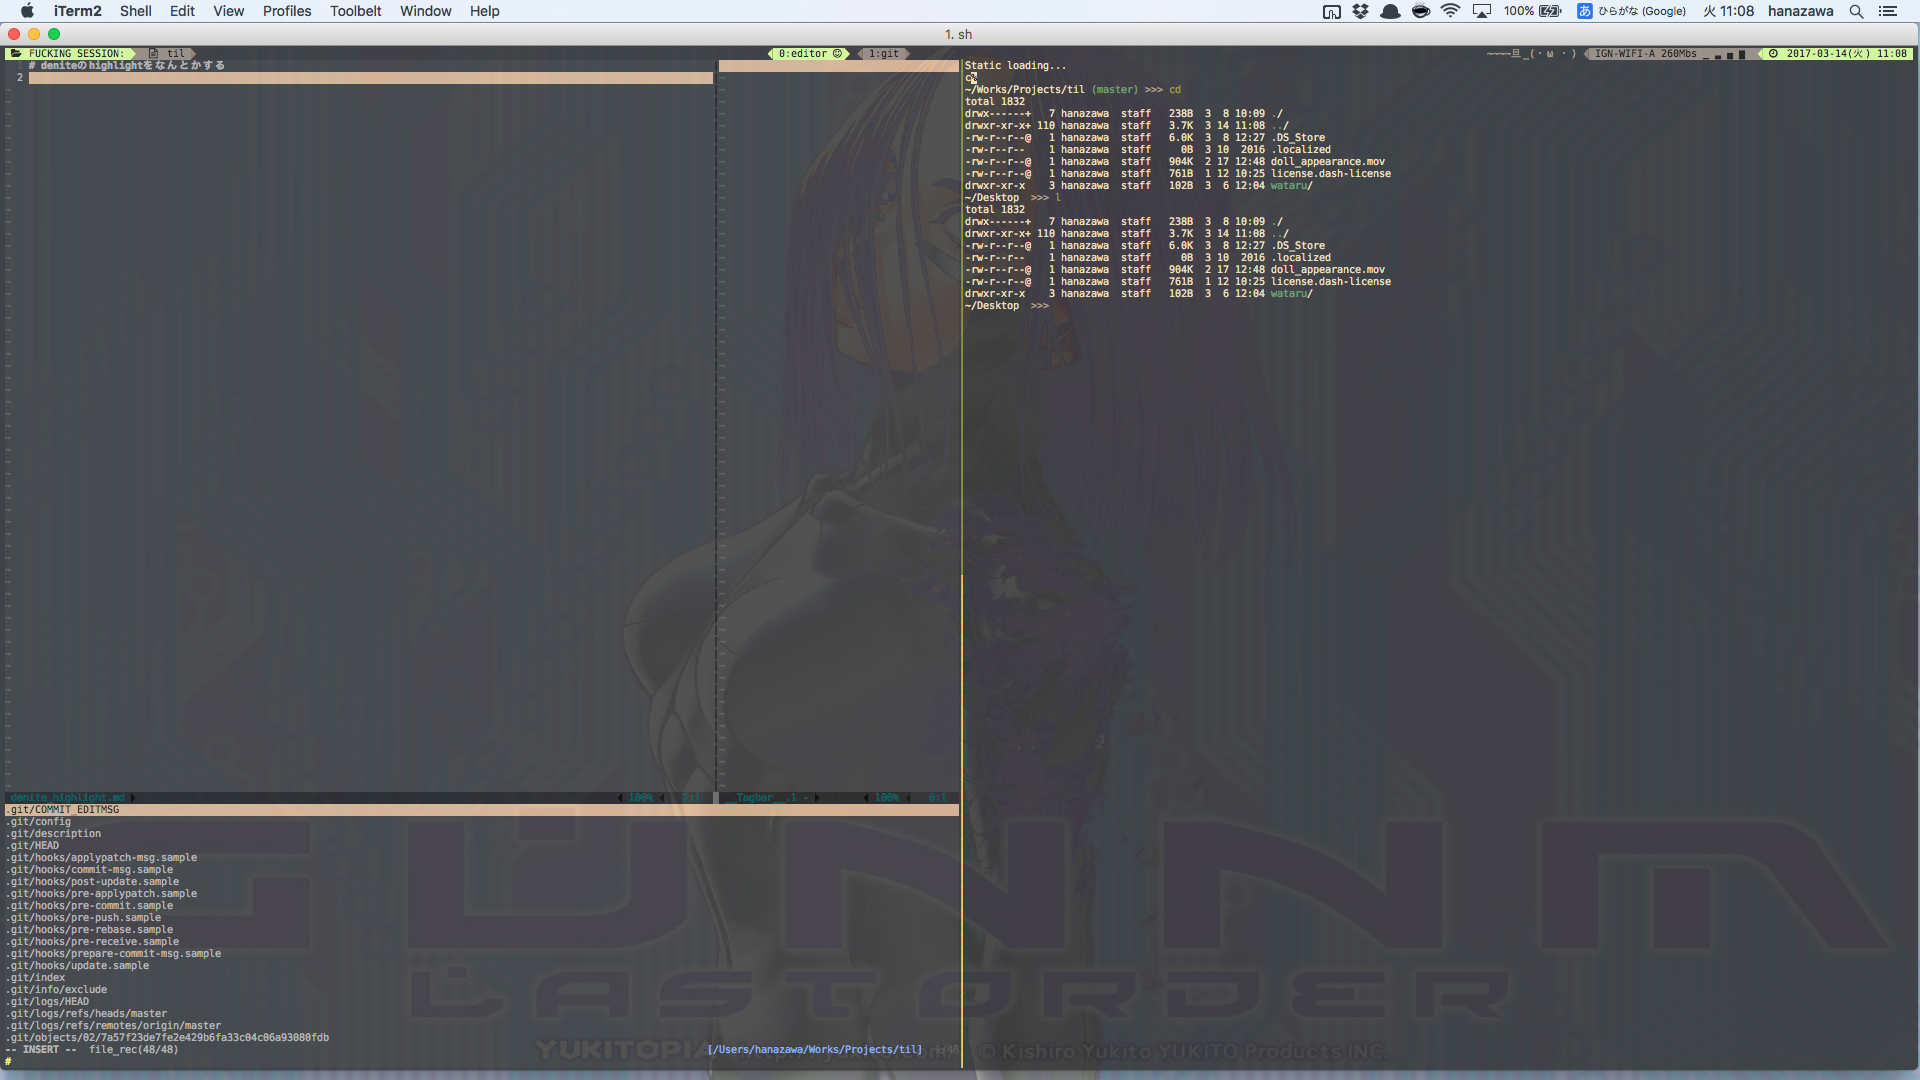 iTerm2 Shell Edit View Profiles Toolbelt Window Help 100% あ ひらがな (Google) 火 11:08 hanazawa
1. sh
FUCKING SESSION: til 0:editor 1:git ~~~~旦_(・ω・) IGN-WIFI-A 260Mbs 2017-03-14(火) 11:08
1 # deniteのhighlightをなんとかする
2
Static loading...
~/Works/Projects/til (master) >>> cd
total 1832
drwx------+ 7 hanazawa staff 238B 3 8 10:09 ./
drwxr-xr-x+ 110 hanazawa staff 3.7K 3 14 11:08 ../
-rw-r--r--@ 1 hanazawa staff 6.0K 3 8 12:27 .DS_Store
-rw-r--r-- 1 hanazawa staff 0B 3 10 2016 .localized
-rw-r--r--@ 1 hanazawa staff 904K 2 17 12:48 doll_appearance.mov
-rw-r--r--@ 1 hanazawa staff 761B 1 12 10:25 license.dash-license
drwxr-xr-x 3 hanazawa staff 102B 3 6 12:04 wataru/
~/Desktop >>> l
total 1832
drwx------+ 7 hanazawa staff 238B 3 8 10:09 ./
drwxr-xr-x+ 110 hanazawa staff 3.7K 3 14 11:08 ../
-rw-r--r--@ 1 hanazawa staff 6.0K 3 8 12:27 .DS_Store
-rw-r--r-- 1 hanazawa staff 0B 3 10 2016 .localized
-rw-r--r--@ 1 hanazawa staff 904K 2 17 12:48 doll_appearance.mov
-rw-r--r--@ 1 hanazawa staff 761B 1 12 10:25 license.dash-license
drwxr-xr-x 3 hanazawa staff 102B 3 6 12:04 wataru/
~/Desktop >>>
denite_highlight.md 100% __Tagbar__.1 - 100% 0:1
.git/COMMIT_EDITMSG
.git/config
.git/description
.git/HEAD
.git/hooks/applypatch-msg.sample
.git/hooks/commit-msg.sample
.git/hooks/post-update.sample
.git/hooks/pre-applypatch.sample
.git/hooks/pre-commit.sample
.git/hooks/pre-push.sample
.git/hooks/pre-rebase.sample
.git/hooks/pre-receive.sample
.git/hooks/prepare-commit-msg.sample
.git/hooks/update.sample
.git/index
.git/info/exclude
.git/logs/HEAD
.git/logs/refs/heads/master
.git/logs/refs/remotes/origin/master
.git/objects/02/7a57f23de7fe2e429b6fa33c04c06a93080fdb
-- INSERT -- file_rec(48/48) [/Users/hanazawa/Works/Projects/til] 1/48
#
GUNNM
LAST ORDER
YUKITOPIA © Kishiro Yukito YUKITO Products INC.